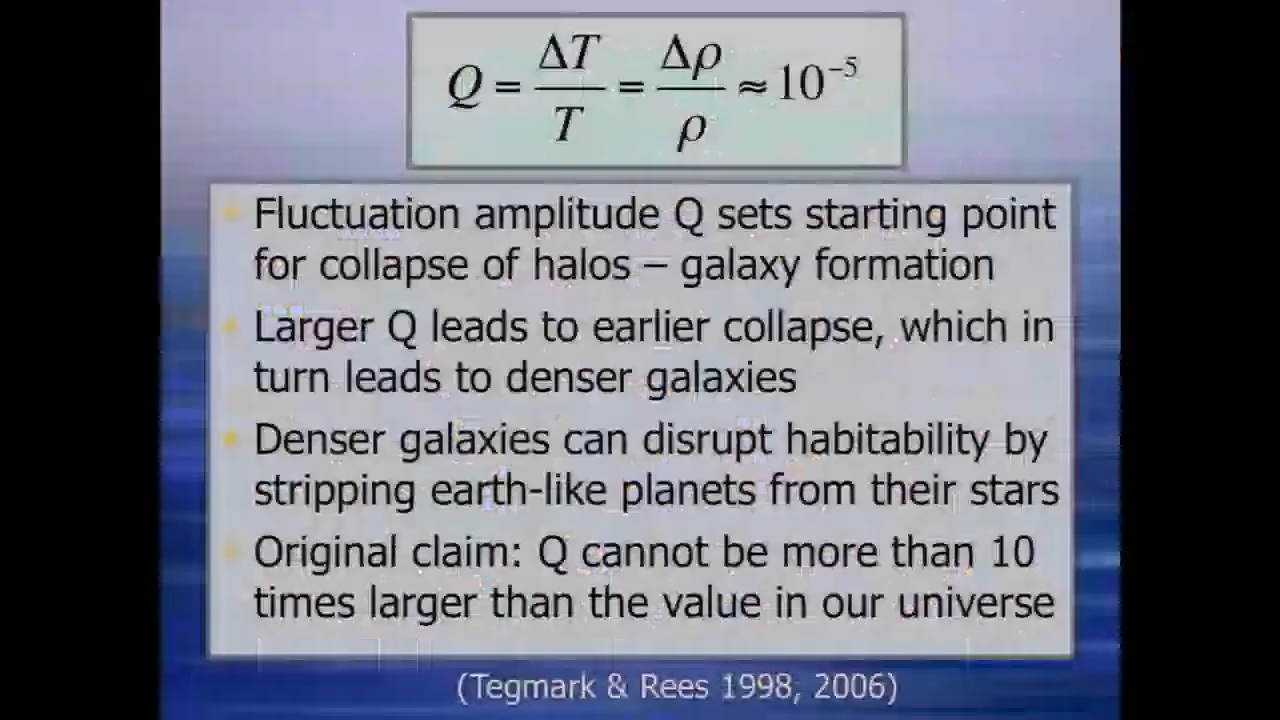 Q = ΔT/T = Δρ/ρ ≈ 10⁻⁵
• Fluctuation amplitude Q sets starting point
for collapse of halos – galaxy formation
• Larger Q leads to earlier collapse, which in
turn leads to denser galaxies
• Denser galaxies can disrupt habitability by
stripping earth-like planets from their stars
• Original claim: Q cannot be more than 10
times larger than the value in our universe
(Tegmark & Rees 1998, 2006)